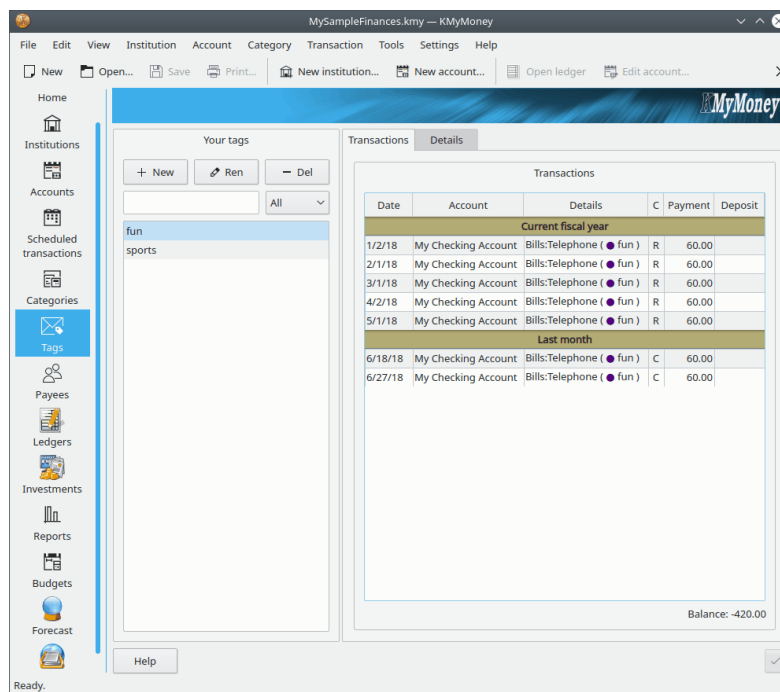 MySampleFinances.kmy — KMyMoney
File Edit View Institution Account Category Transaction Tools Settings Help
New Open... Save Print... New institution... New account... Open ledger Edit account...
Home
Institutions
Accounts
Scheduled
transactions
Categories
Tags
Payees
Ledgers
Investments
Reports
Budgets
Forecast
KMyMoney
Your tags
+ New Ren − Del
All
fun
sports
Transactions Details
Transactions
Date Account Details C Payment Deposit
Current fiscal year
1/2/18 My Checking Account Bills:Telephone ( ● fun ) R 60.00
2/1/18 My Checking Account Bills:Telephone ( ● fun ) R 60.00
3/1/18 My Checking Account Bills:Telephone ( ● fun ) R 60.00
4/2/18 My Checking Account Bills:Telephone ( ● fun ) R 60.00
5/1/18 My Checking Account Bills:Telephone ( ● fun ) R 60.00
Last month
6/18/18 My Checking Account Bills:Telephone ( ● fun ) C 60.00
6/27/18 My Checking Account Bills:Telephone ( ● fun ) C 60.00
Balance: -420.00
Help
Ready.